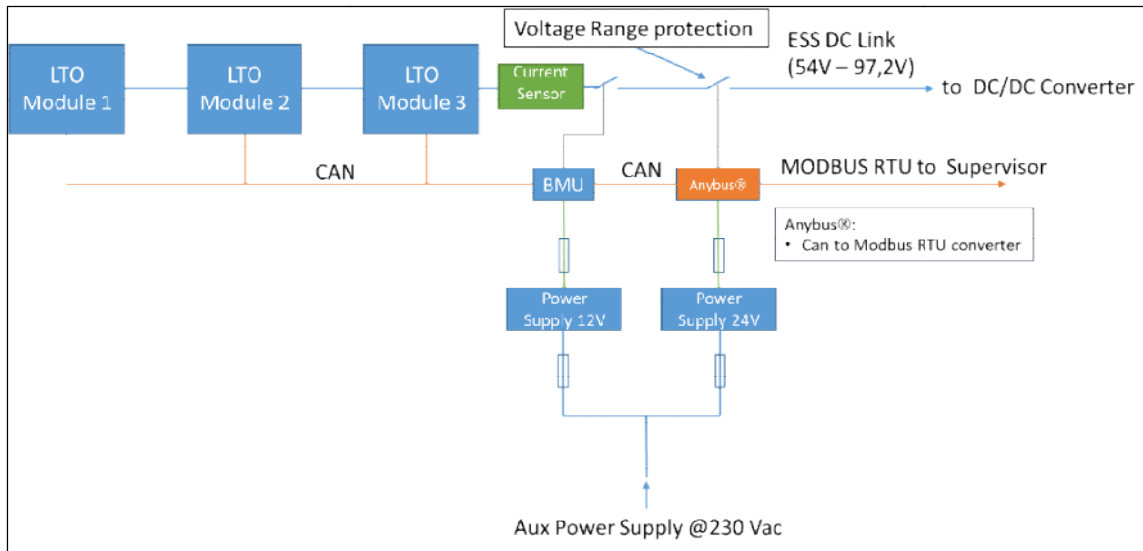 Voltage Range protection
ESS DC Link
(54V – 97,2V)
to DC/DC Converter
LTO
Module 1
LTO
Module 2
LTO
Module 3
Current
Sensor
CAN
BMU
CAN
Anybus®
MODBUS RTU to Supervisor
Anybus®:
• Can to Modbus RTU converter
Power
Supply 12V
Power
Supply 24V
Aux Power Supply @230 Vac